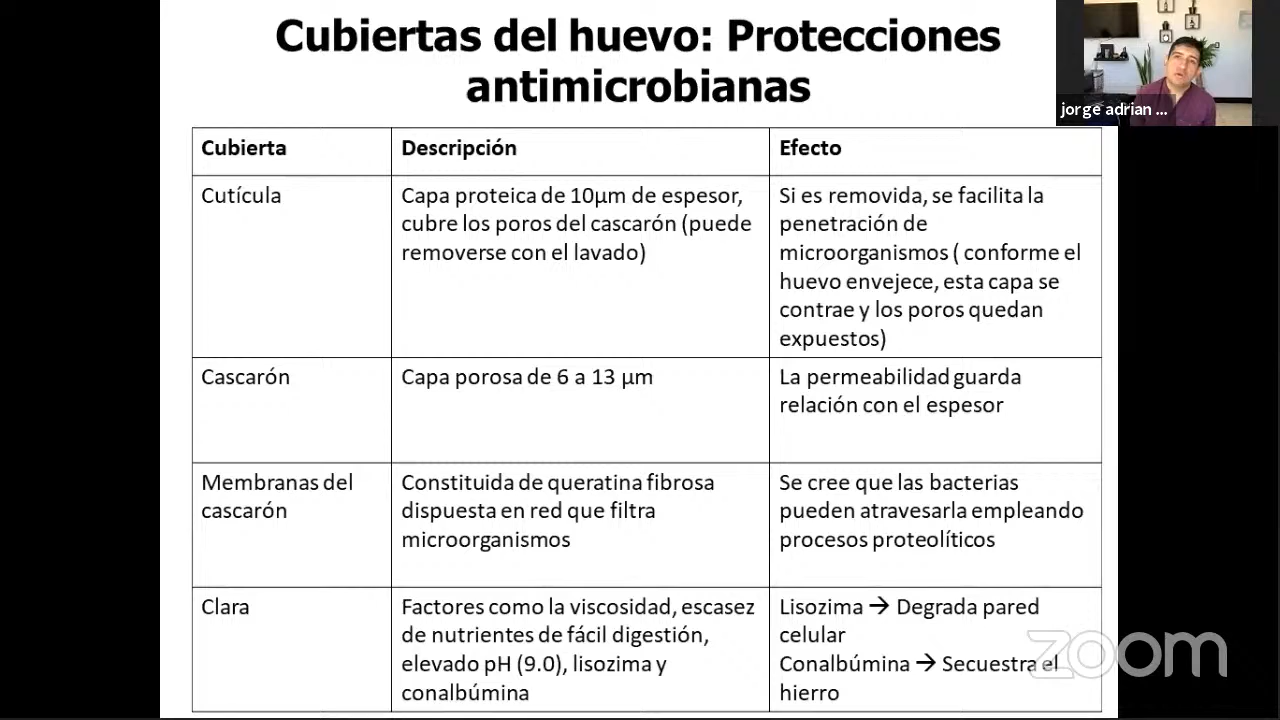 Cubiertas del huevo: Protecciones
antimicrobianas
jorge adrian ...
Cubierta
Descripción
Efecto
Cutícula
Capa proteica de 10µm de espesor,
cubre los poros del cascarón (puede
removerse con el lavado)
Si es removida, se facilita la
penetración de
microorganismos ( conforme el
huevo envejece, esta capa se
contrae y los poros quedan
expuestos)
Cascarón
Capa porosa de 6 a 13 µm
La permeabilidad guarda
relación con el espesor
Membranas del
cascarón
Constituida de queratina fibrosa
dispuesta en red que filtra
microorganismos
Se cree que las bacterias
pueden atravesarla empleando
procesos proteolíticos
Clara
Factores como la viscosidad, escasez
de nutrientes de fácil digestión,
elevado pH (9.0), lisozima y
conalbúmina
Lisozima → Degrada pared
celular
Conalbúmina → Secuestra el
hierro
zoom